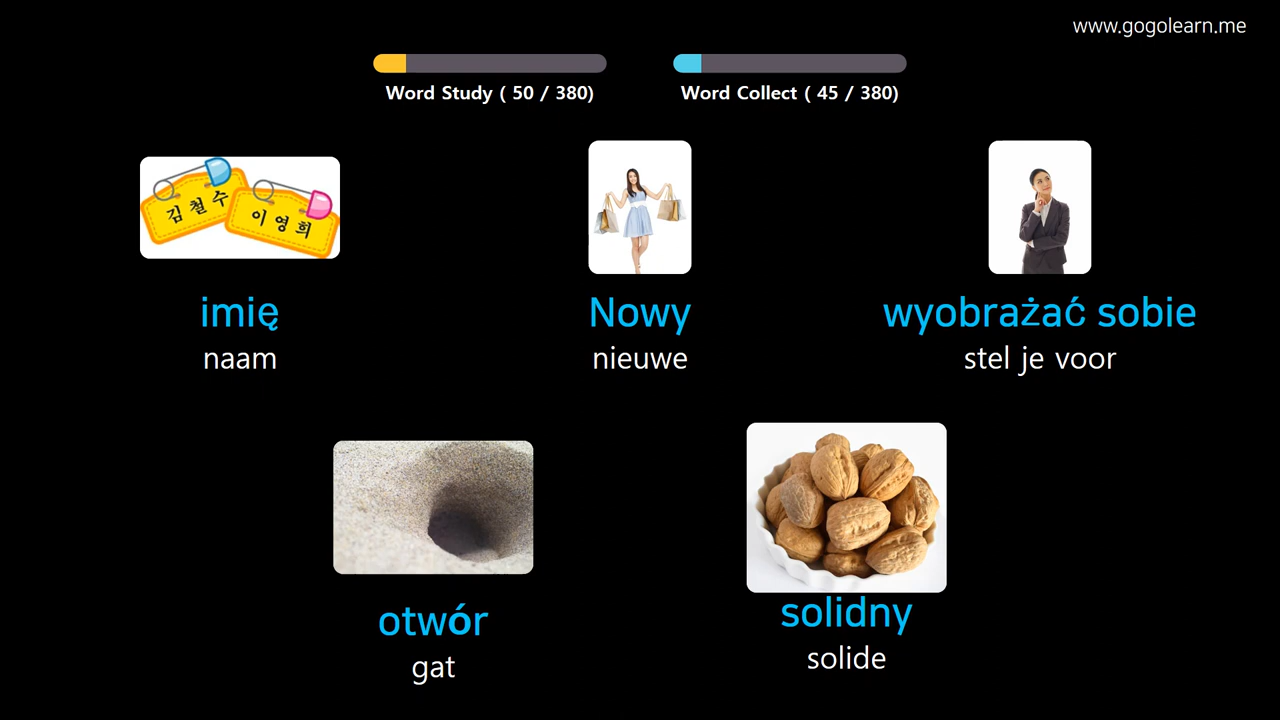 www.gogolearn.me
Word Study ( 50 / 380)
Word Collect ( 45 / 380)
김철수
이영희
imię
naam
Nowy
nieuwe
wyobrażać sobie
stel je voor
otwór
gat
solidny
solide